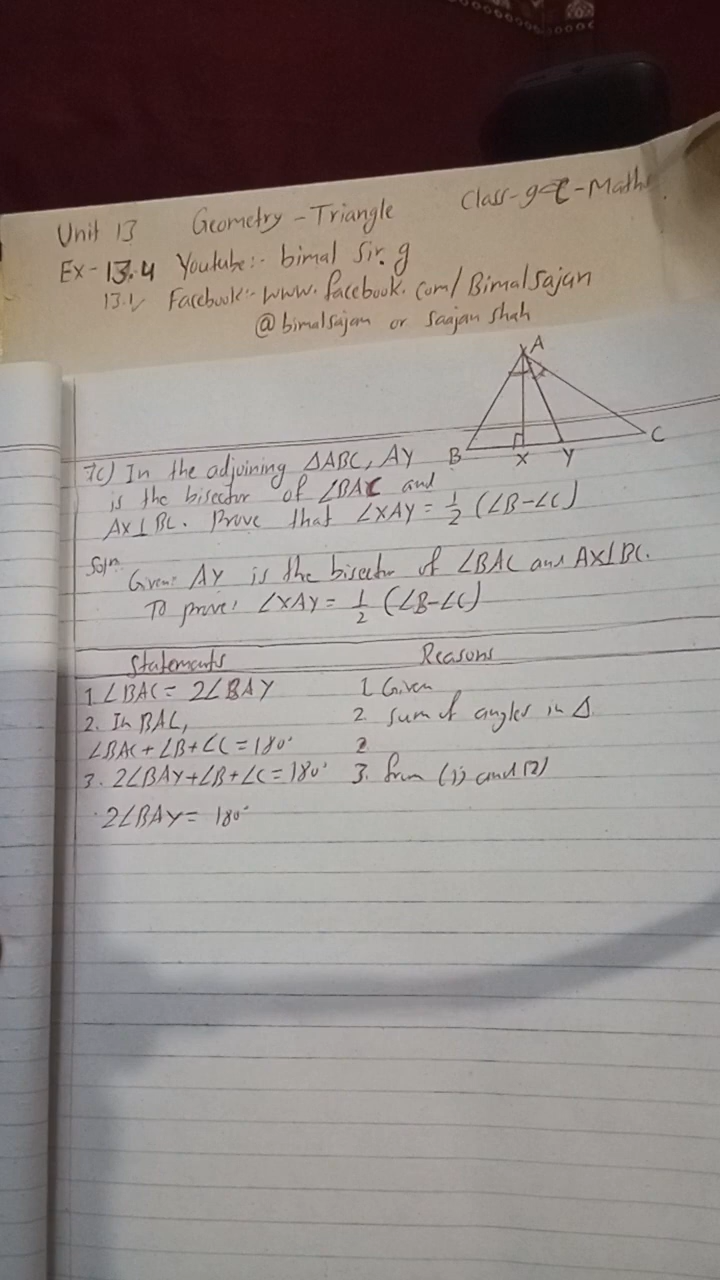 Unit 13 Geometry - Triangle Class-9 - Maths
Ex- 13.4 Youtube:- bimal sir. g
13.1 Facebook:- www.facebook.com/Bimalsajan
@bimalsajan or Saajan shah
A
B X Y C
7c) In the adjoining ΔABC, AY
is the bisector of ∠BAC and
AX⊥BC. Prove that ∠XAY = 1/2 (∠B-∠C)
Soln
Given: AY is the bisector of ∠BAC and AX⊥BC.
To prove: ∠XAY = 1/2 (∠B-∠C)
Statements Reasons
1 ∠BAC = 2∠BAY 1. Given
2. In BAC, 2. sum of angles in Δ
∠BAC+∠B+∠C=180° 2
3. 2∠BAY+∠B+∠C=180° 3. from (1) and (2)
2∠BAY= 180°